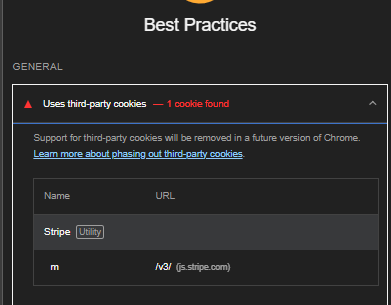 Best Practices
GENERAL
Uses third-party cookies — 1 cookie found
Support for third-party cookies will be removed in a future version of Chrome.
Learn more about phasing out third-party cookies.
Name URL
Stripe Utility
m /v3/ (js.stripe.com)